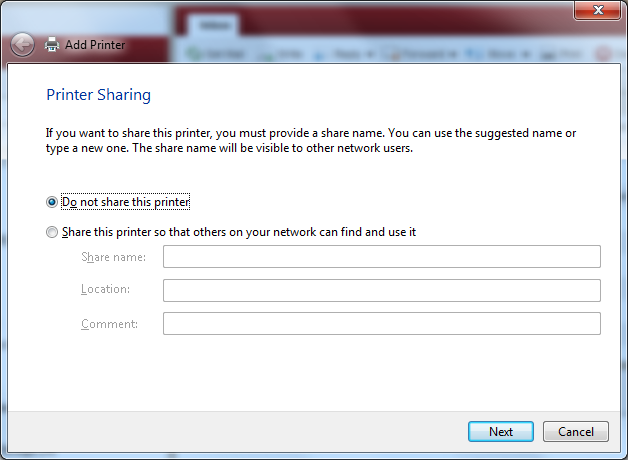 Add Printer
Printer Sharing
If you want to share this printer, you must provide a share name. You can use the suggested name or
type a new one. The share name will be visible to other network users.
Do not share this printer
Share this printer so that others on your network can find and use it
Share name:
Location:
Comment:
Next
Cancel